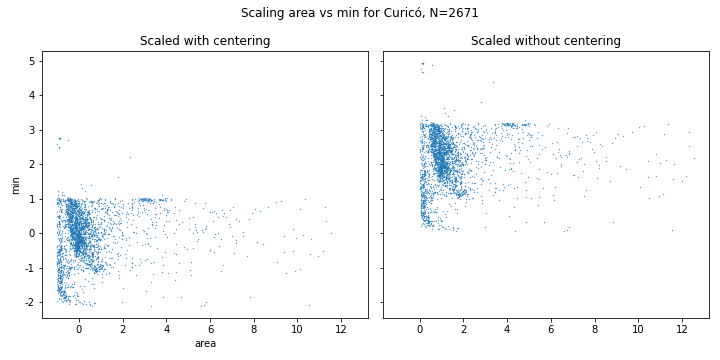 Scaling area vs min for Curicó, N=2671
Scaled with centering
Scaled without centering
5
4
3
2
1
0
-1
-2
min
0 2 4 6 8 10 12
0 2 4 6 8 10 12
area